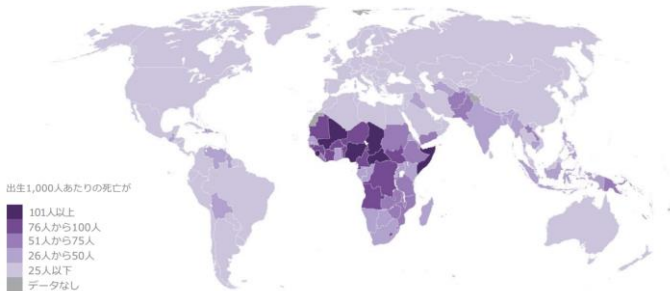 出生1,000人あたりの死亡が
101人以上
76人から100人
51人から75人
26人から50人
25人以下
データなし